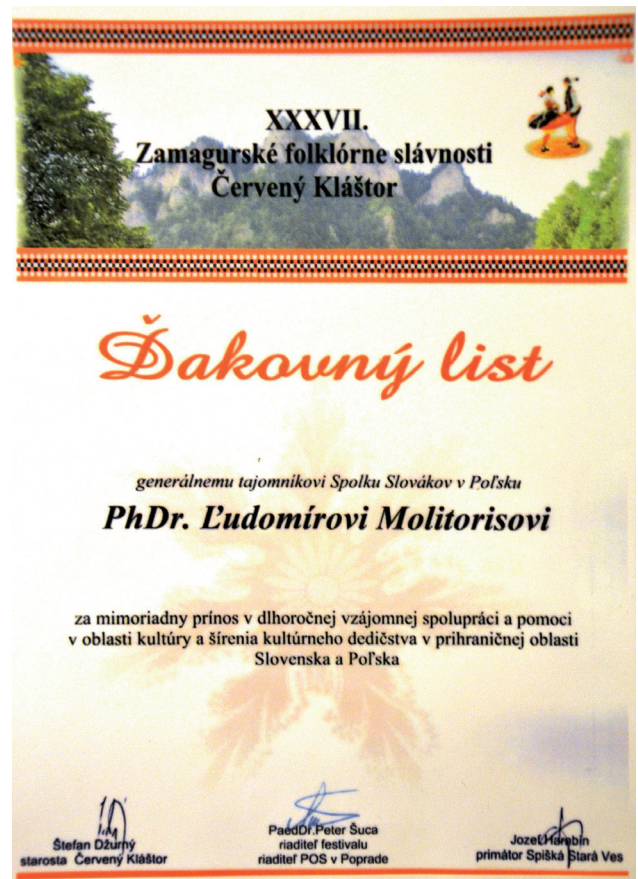 XXXVII.
Zamagurské folklórne slávnosti
Červený Kláštor
Ďakovný list
generálnemu tajomníkovi Spolku Slovákov v Poľsku
PhDr. Ľudomírovi Molitorisovi
za mimoriadny prínos v dlhoročnej vzájomnej spolupráci a pomoci
v oblasti kultúry a šírenia kultúrneho dedičstva v prihraničnej oblasti
Slovenska a Poľska
Štefan Džurný
starosta Červený Kláštor
PaedDr.Peter Šuca
riaditeľ festivalu
riaditeľ POS v Poprade
Jozef Harabin
primátor Spišká Stará Ves